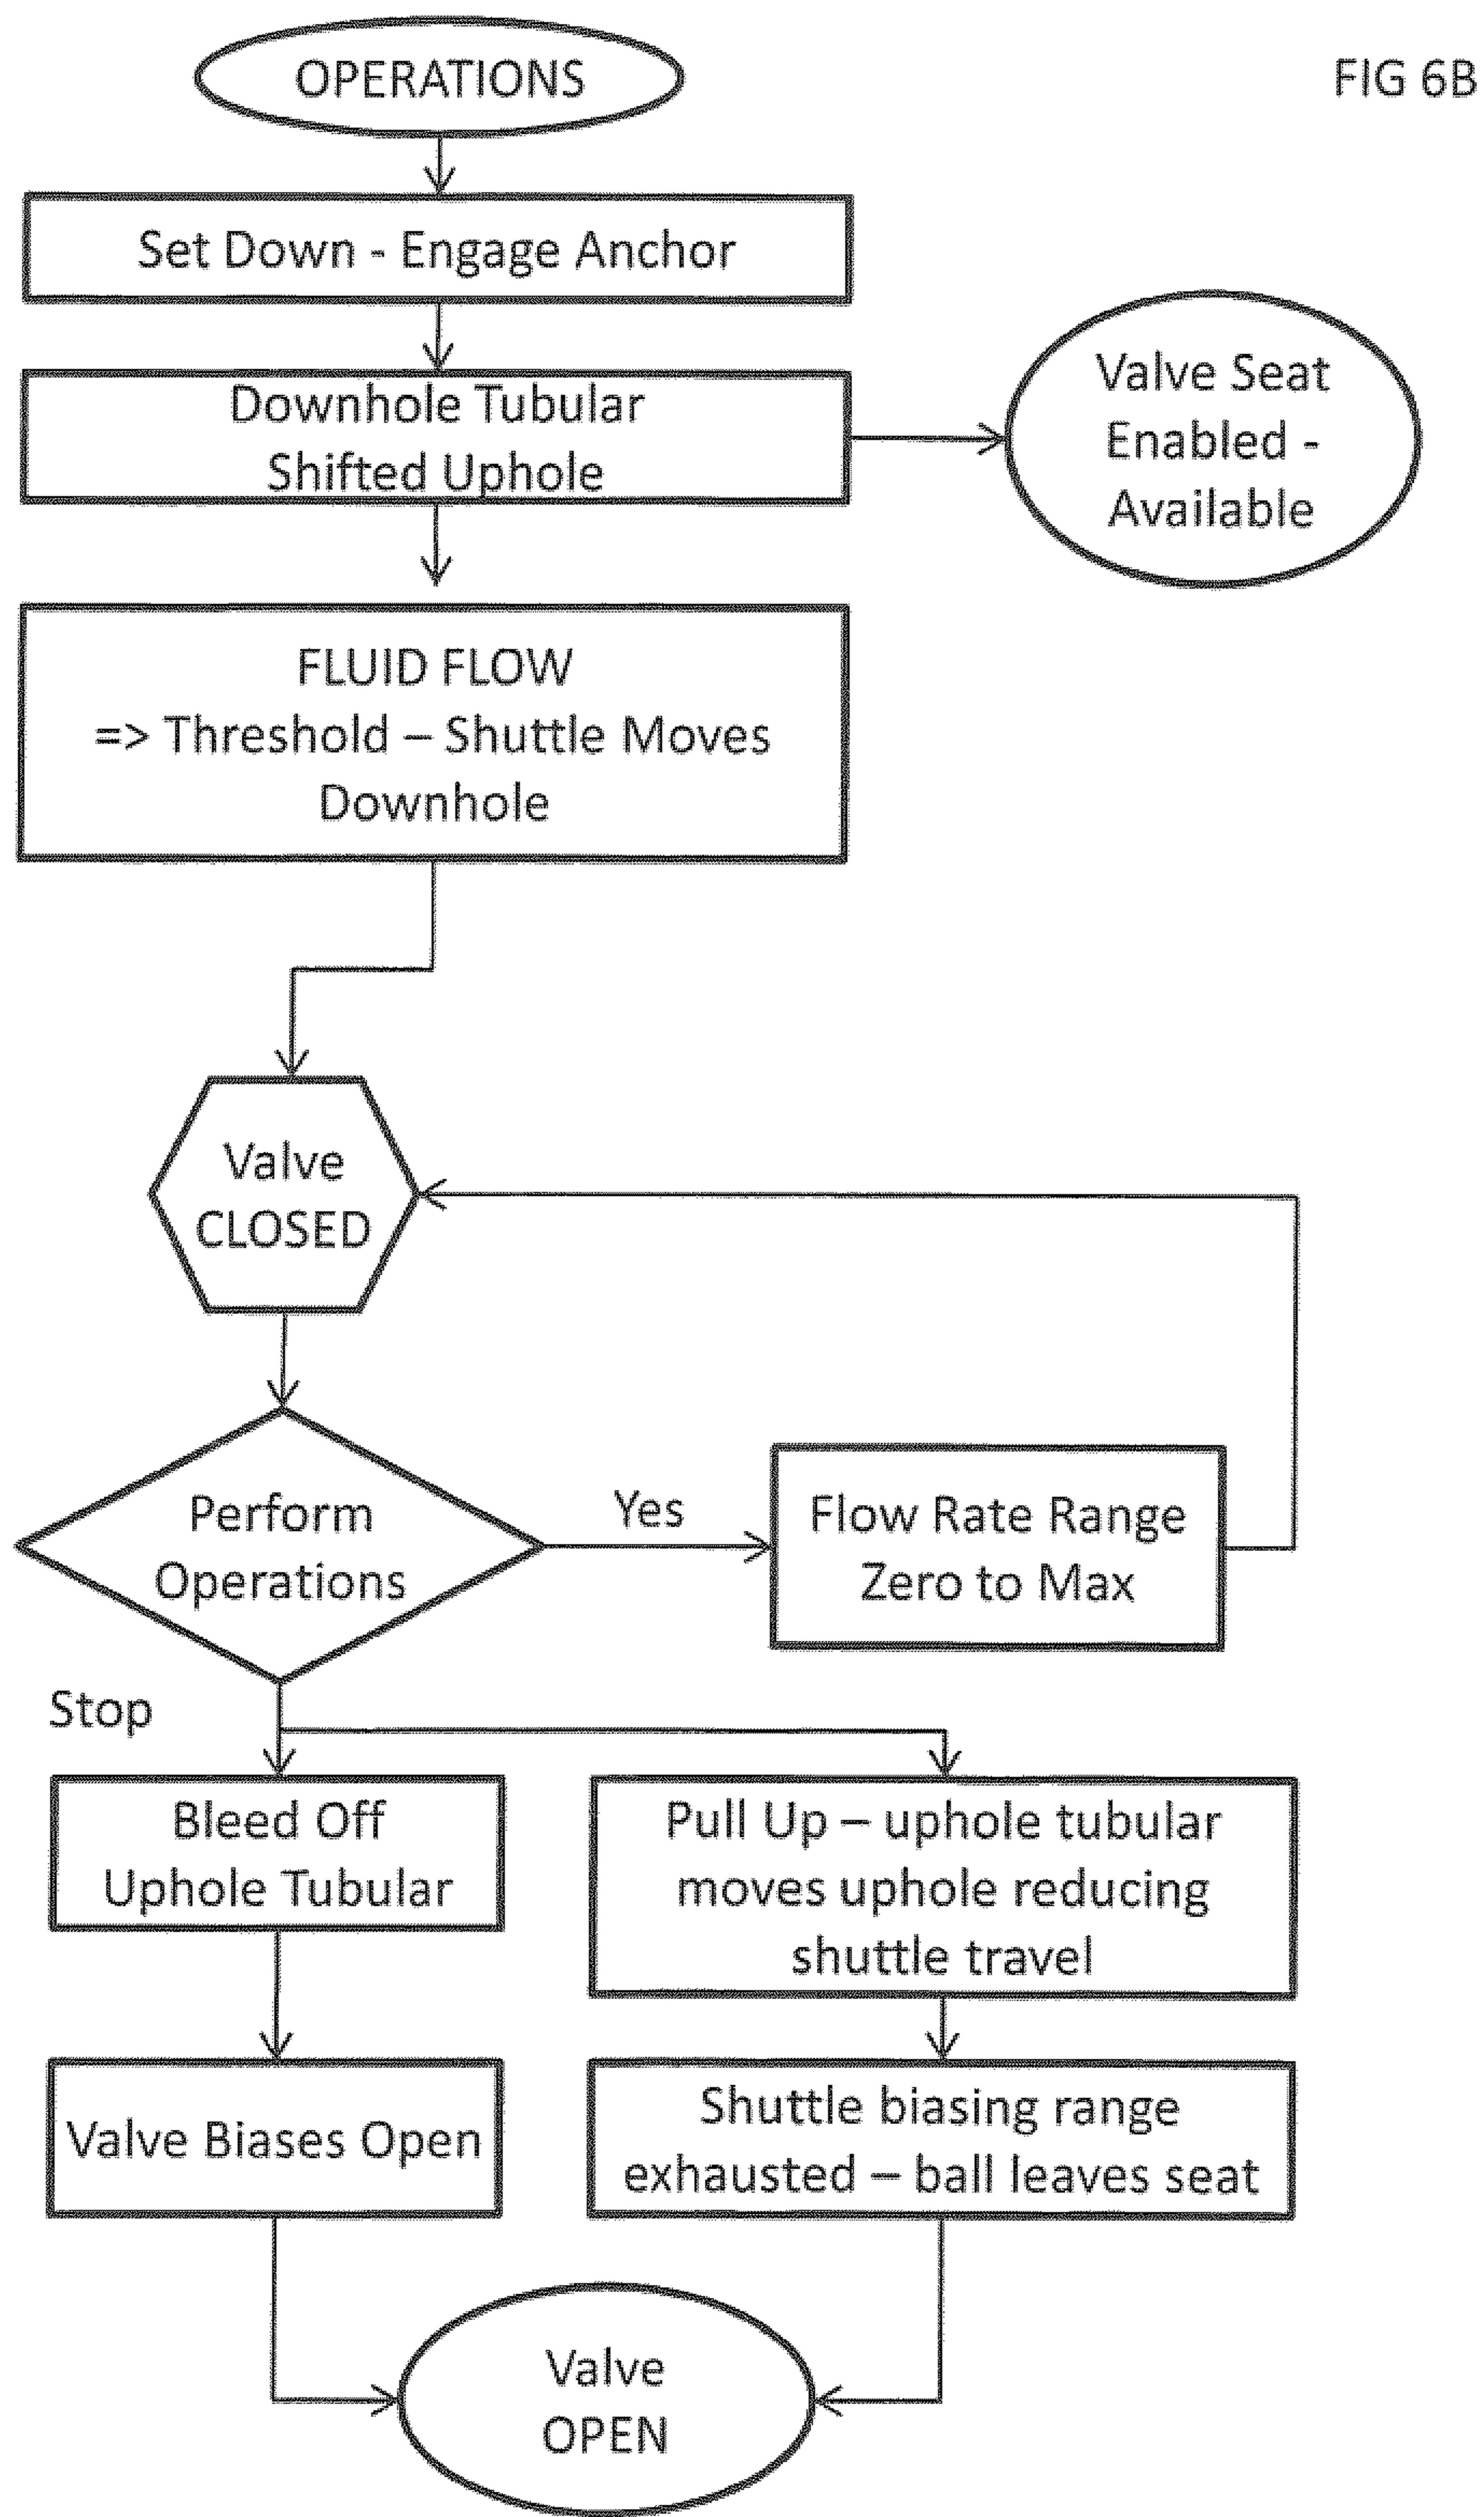 OPERATIONS
FIG 6B
Set Down - Engage Anchor
Downhole Tubular
Shifted Uphole
Valve Seat
Enabled -
Available
FLUID FLOW
=> Threshold – Shuttle Moves
Downhole
Valve
CLOSED
Perform
Operations
Yes
Flow Rate Range
Zero to Max
Stop
Bleed Off
Uphole Tubular
Pull Up – uphole tubular
moves uphole reducing
shuttle travel
Valve Biases Open
Shuttle biasing range
exhausted – ball leaves seat
Valve
OPEN